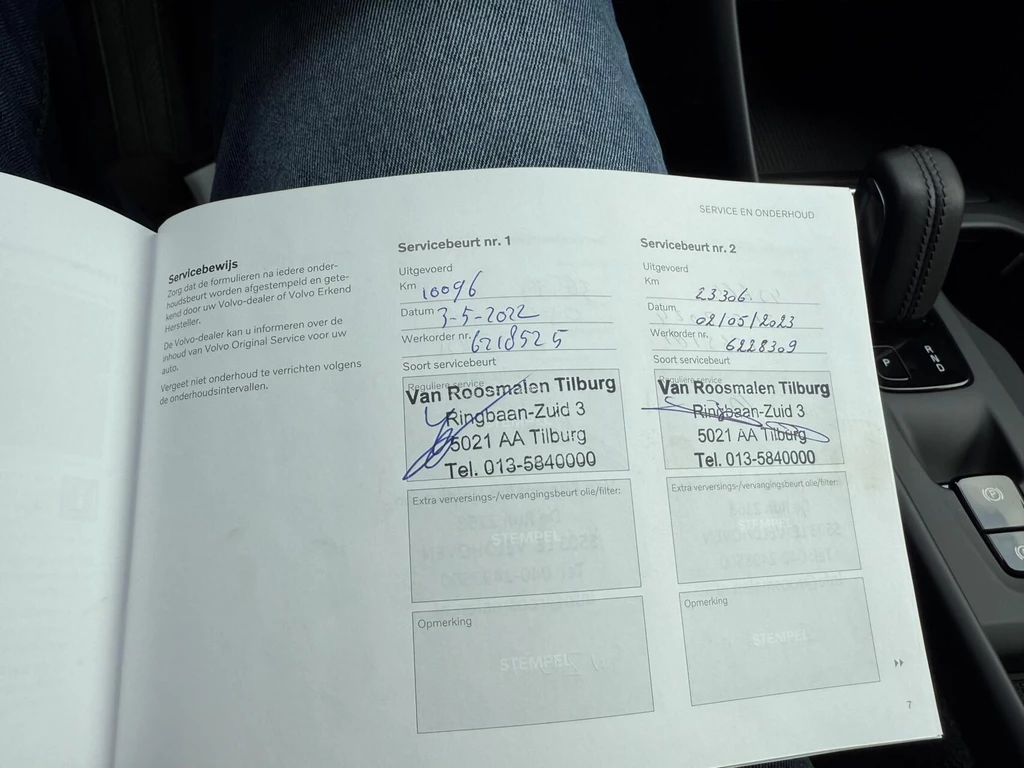 SERVICE EN ONDERHOUD
Servicebewijs
Zorg dat de formulieren na iedere onder-
houdsbeurt worden afgestempeld en gete-
kend door uw Volvo-dealer of Volvo Erkend
Hersteller.
De Volvo-dealer kan u informeren over de
inhoud van Volvo Original Service voor uw
auto.
Vergeet niet onderhoud te verrichten volgens
de onderhoudsintervallen.
Servicebeurt nr. 1
Uitgevoerd
Km 10096
Datum 3-5-2022
Werkorder nr. 6218525
Soort servicebeurt
Reguliere service
Van Roosmalen Tilburg
Ringbaan-Zuid 3
5021 AA Tilburg
Tel. 013-5840000
Extra verversings-/vervangingsbeurt olie/filter:
STEMPEL
Opmerking
STEMPEL
Servicebeurt nr. 2
Uitgevoerd
Km 23306
Datum 02/05/2023
Werkorder nr. 6228309
Soort servicebeurt
Reguliere service
Van Roosmalen Tilburg
Ringbaan-Zuid 3
5021 AA Tilburg
Tel. 013-5840000
Extra verversings-/vervangingsbeurt olie/filter:
STEMPEL
Opmerking
STEMPEL
7
P
R
N
D